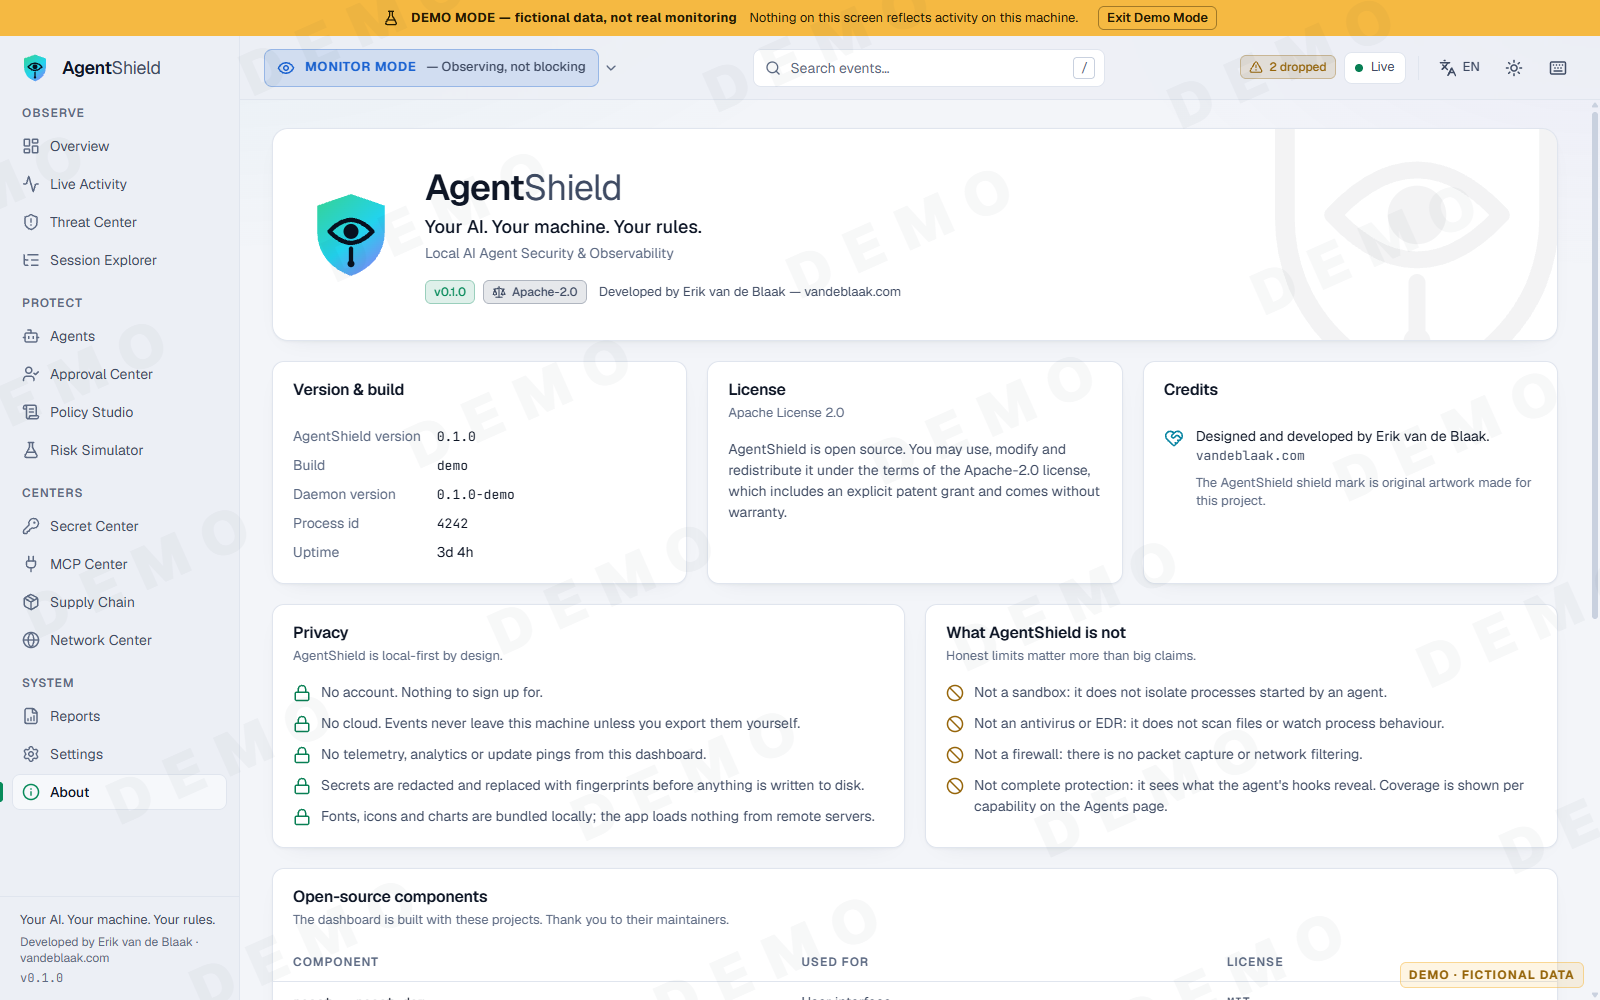 DEMO MODE — fictional data, not real monitoring Nothing on this screen reflects activity on this machine. Exit Demo Mode
AgentShield
MONITOR MODE — Observing, not blocking
Search events... /
2 dropped
Live
EN
OBSERVE
Overview
Live Activity
Threat Center
Session Explorer
PROTECT
Agents
Approval Center
Policy Studio
Risk Simulator
CENTERS
Secret Center
MCP Center
Supply Chain
Network Center
SYSTEM
Reports
Settings
About
Your AI. Your machine. Your rules.
Developed by Erik van de Blaak ·
vandeblaak.com
v0.1.0
AgentShield
Your AI. Your machine. Your rules.
Local AI Agent Security & Observability
v0.1.0 Apache-2.0 Developed by Erik van de Blaak — vandeblaak.com
Version & build
AgentShield version 0.1.0
Build demo
Daemon version 0.1.0-demo
Process id 4242
Uptime 3d 4h
License
Apache License 2.0
AgentShield is open source. You may use, modify and
redistribute it under the terms of the Apache-2.0 license,
which includes an explicit patent grant and comes without
warranty.
Credits
Designed and developed by Erik van de Blaak.
vandeblaak.com
The AgentShield shield mark is original artwork made for
this project.
Privacy
AgentShield is local-first by design.
No account. Nothing to sign up for.
No cloud. Events never leave this machine unless you export them yourself.
No telemetry, analytics or update pings from this dashboard.
Secrets are redacted and replaced with fingerprints before anything is written to disk.
Fonts, icons and charts are bundled locally; the app loads nothing from remote servers.
What AgentShield is not
Honest limits matter more than big claims.
Not a sandbox: it does not isolate processes started by an agent.
Not an antivirus or EDR: it does not scan files or watch process behaviour.
Not a firewall: there is no packet capture or network filtering.
Not complete protection: it sees what the agent's hooks reveal. Coverage is shown per
capability on the Agents page.
Open-source components
The dashboard is built with these projects. Thank you to their maintainers.
COMPONENT USED FOR LICENSE
DEMO · FICTIONAL DATA
DEMO